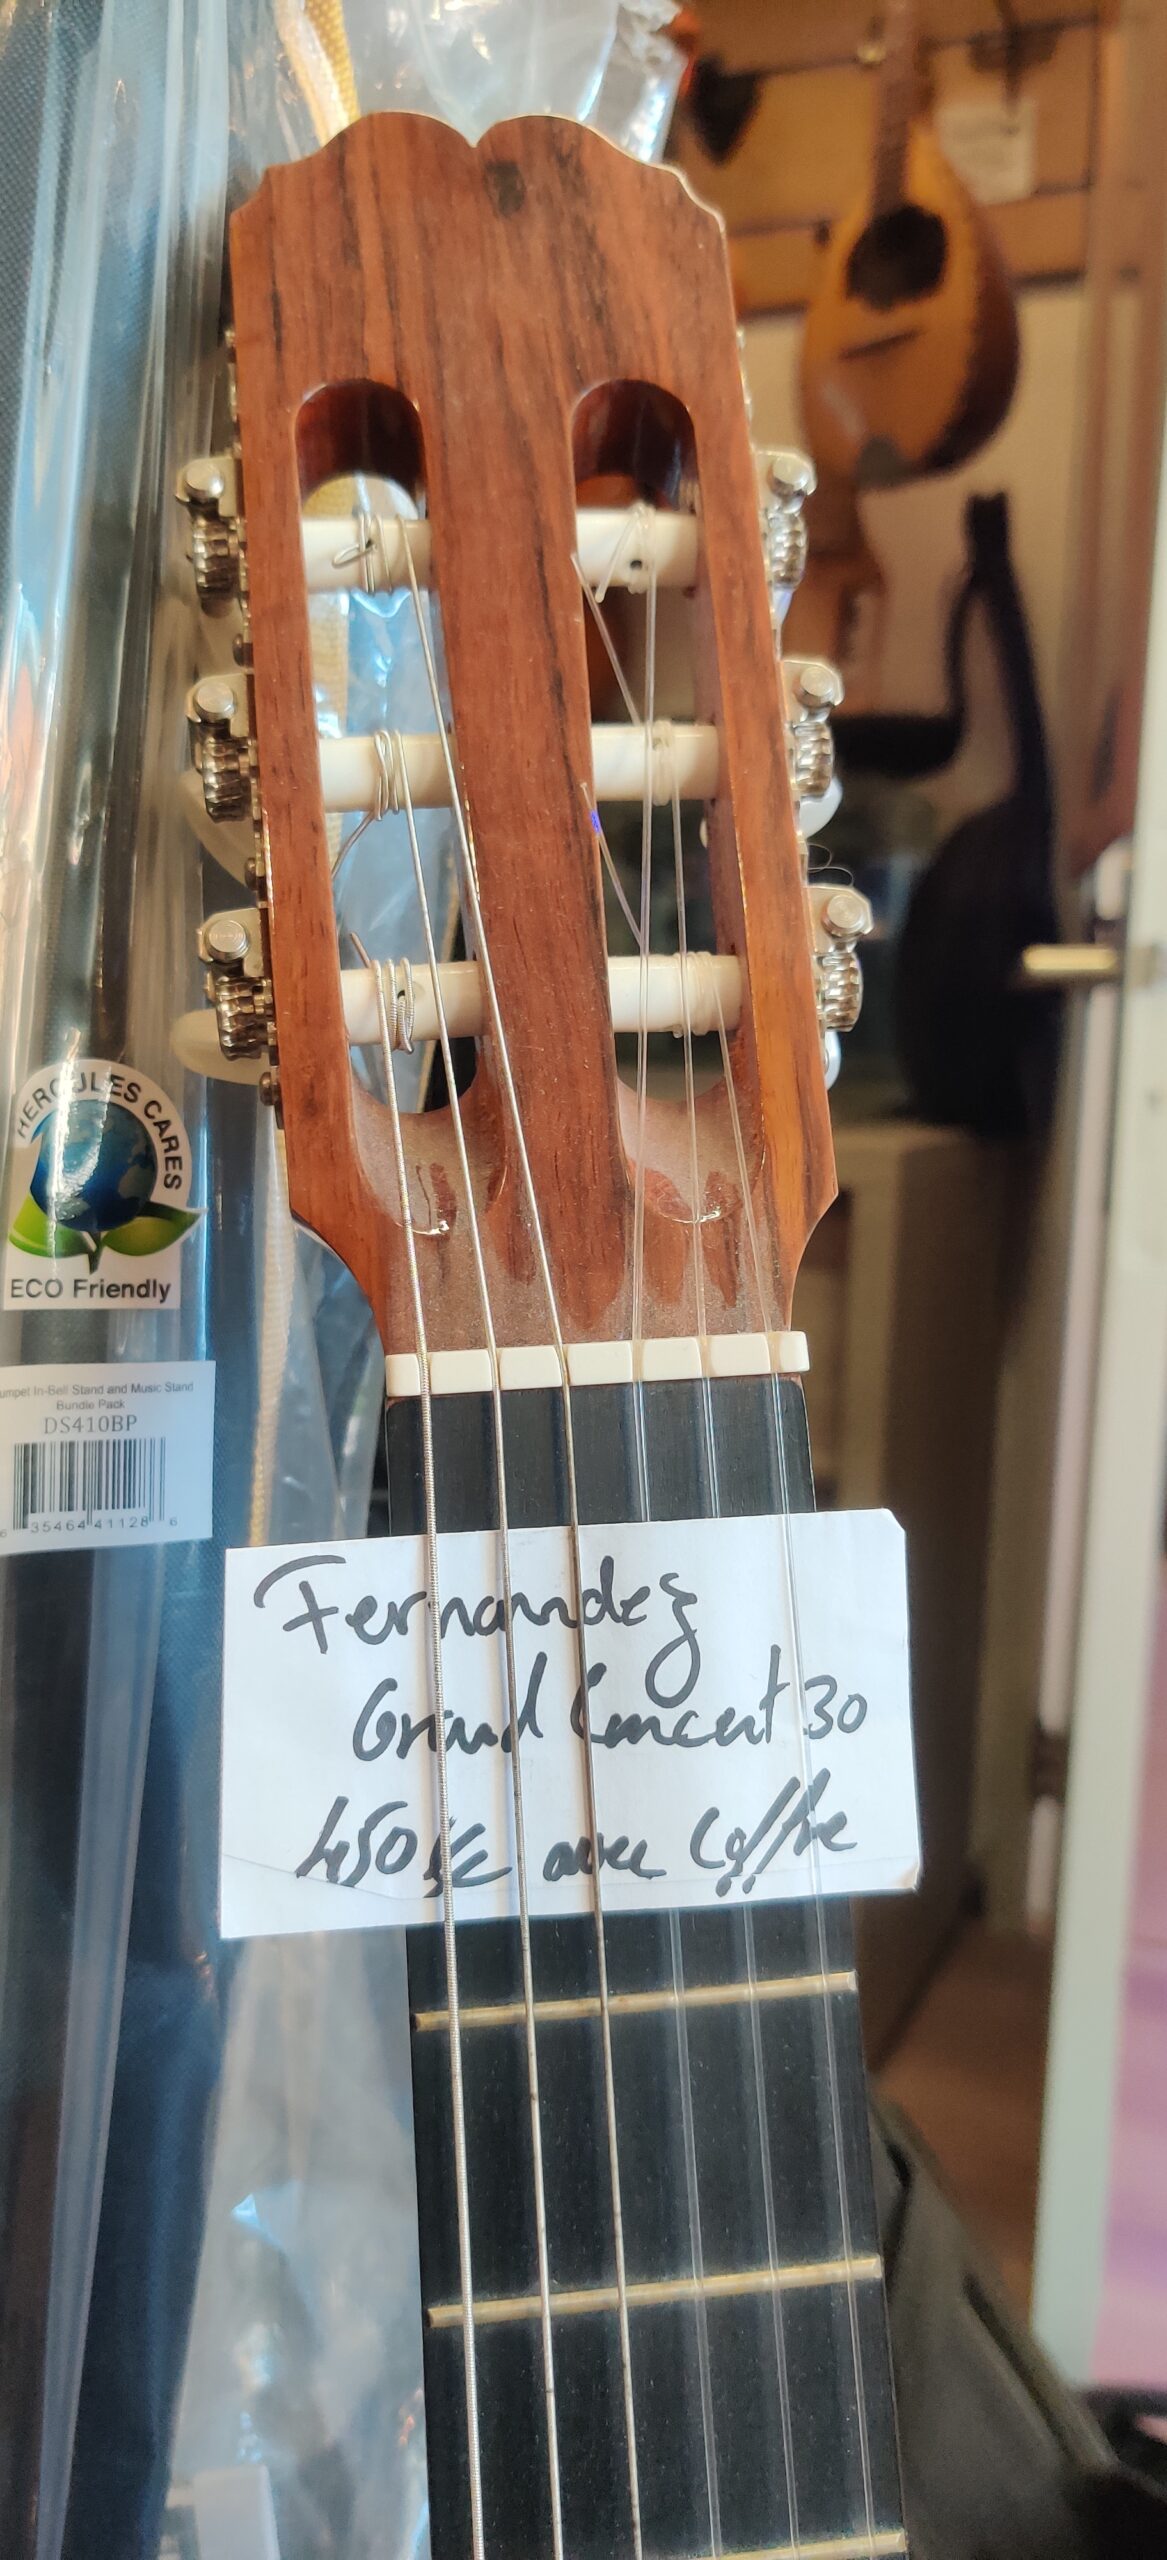 HERCULES CARES
ECO Friendly
umpet In-Bell Stand and Music Stand
Bundle Pack
DS410BP
6 35464 41128 6
Fernandez
Grand Concert 30
450€ avec Coffre